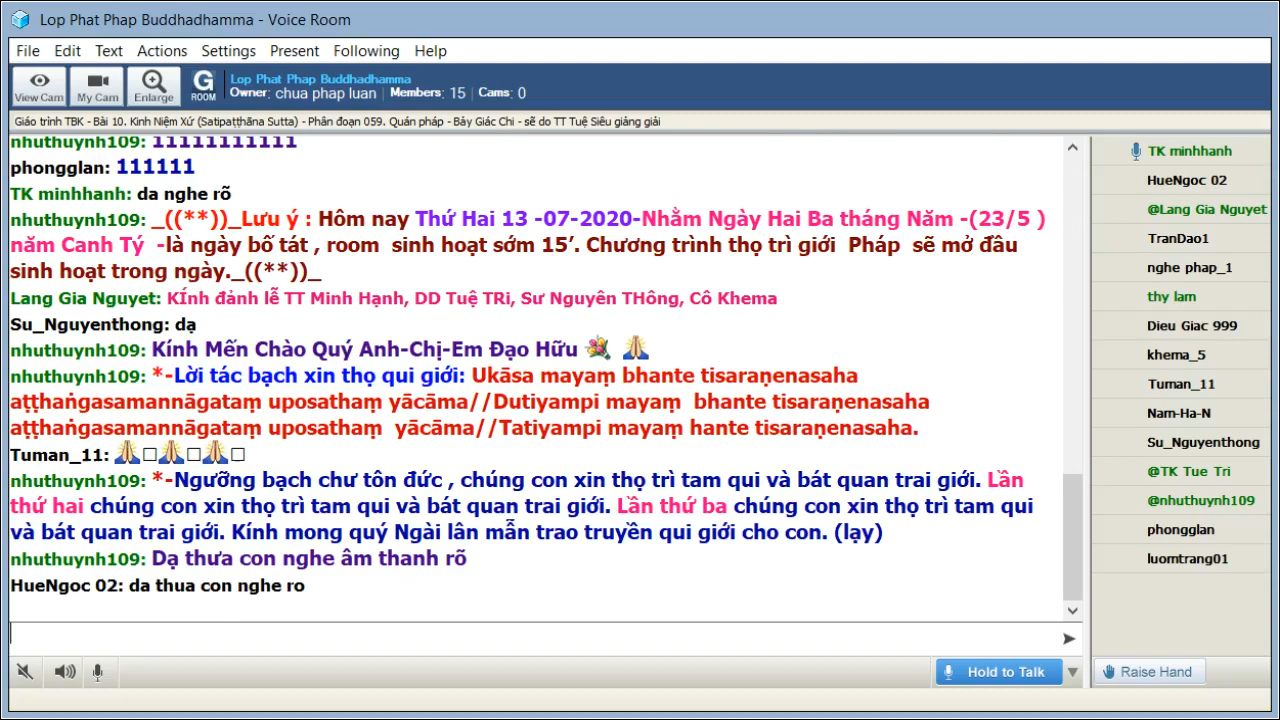 Lop Phat Phap Buddhadhamma - Voice Room
File Edit Text Actions Settings Present Following Help
View Cam My Cam Enlarge G ROOM
Lop Phat Phap Buddhadhamma
Owner: chua phap luan | Members: 15 | Cams: 0
Giáo trình TBK - Bài 10. Kinh Niệm Xứ (Satipaṭṭhāna Sutta) - Phân đoạn 059. Quán pháp - Bảy Giác Chi - sẽ do TT Tuệ Siêu giảng giải
nhuthuynh109: 11111111111
phongglan: 111111
TK minhhanh: da nghe rõ
nhuthuynh109: _((**))_Lưu ý : Hôm nay Thứ Hai 13 -07-2020-Nhằm Ngày Hai Ba tháng Năm -(23/5 )
năm Canh Tý -là ngày bố tát , room sinh hoạt sớm 15’. Chương trình thọ trì giới Pháp sẽ mở đầu
sinh hoạt trong ngày._((**))_
Lang Gia Nguyet: KÍnh đảnh lễ TT Minh Hạnh, DD Tuệ TRi, Sư Nguyên THông, Cô Khema
Su_Nguyenthong: dạ
nhuthuynh109: Kính Mến Chào Quý Anh-Chị-Em Đạo Hữu 💐 🙏
nhuthuynh109: *-Lời tác bạch xin thọ qui giới: Ukāsa mayaṃ bhante tisaraṇenasaha
aṭṭhaṅgasamannāgataṃ uposathaṃ yācāma//Dutiyampi mayaṃ bhante tisaraṇenasaha
aṭṭhaṅgasamannāgataṃ uposathaṃ yācāma//Tatiyampi mayaṃ hante tisaraṇenasaha.
Tuman_11: 🙏□🙏□🙏□
nhuthuynh109: *-Ngưỡng bạch chư tôn đức , chúng con xin thọ trì tam qui và bát quan trai giới. Lần
thứ hai chúng con xin thọ trì tam qui và bát quan trai giới. Lần thứ ba chúng con xin thọ trì tam qui
và bát quan trai giới. Kính mong quý Ngài lân mẫn trao truyền qui giới cho con. (lạy)
nhuthuynh109: Dạ thưa con nghe âm thanh rõ
HueNgoc 02: da thua con nghe ro
TK minhhanh
HueNgoc 02
@Lang Gia Nguyet
TranDao1
nghe phap_1
thy lam
Dieu Giac 999
khema_5
Tuman_11
Nam-Ha-N
Su_Nguyenthong
@TK Tue Tri
@nhuthuynh109
phongglan
luomtrang01
Hold to Talk
Raise Hand